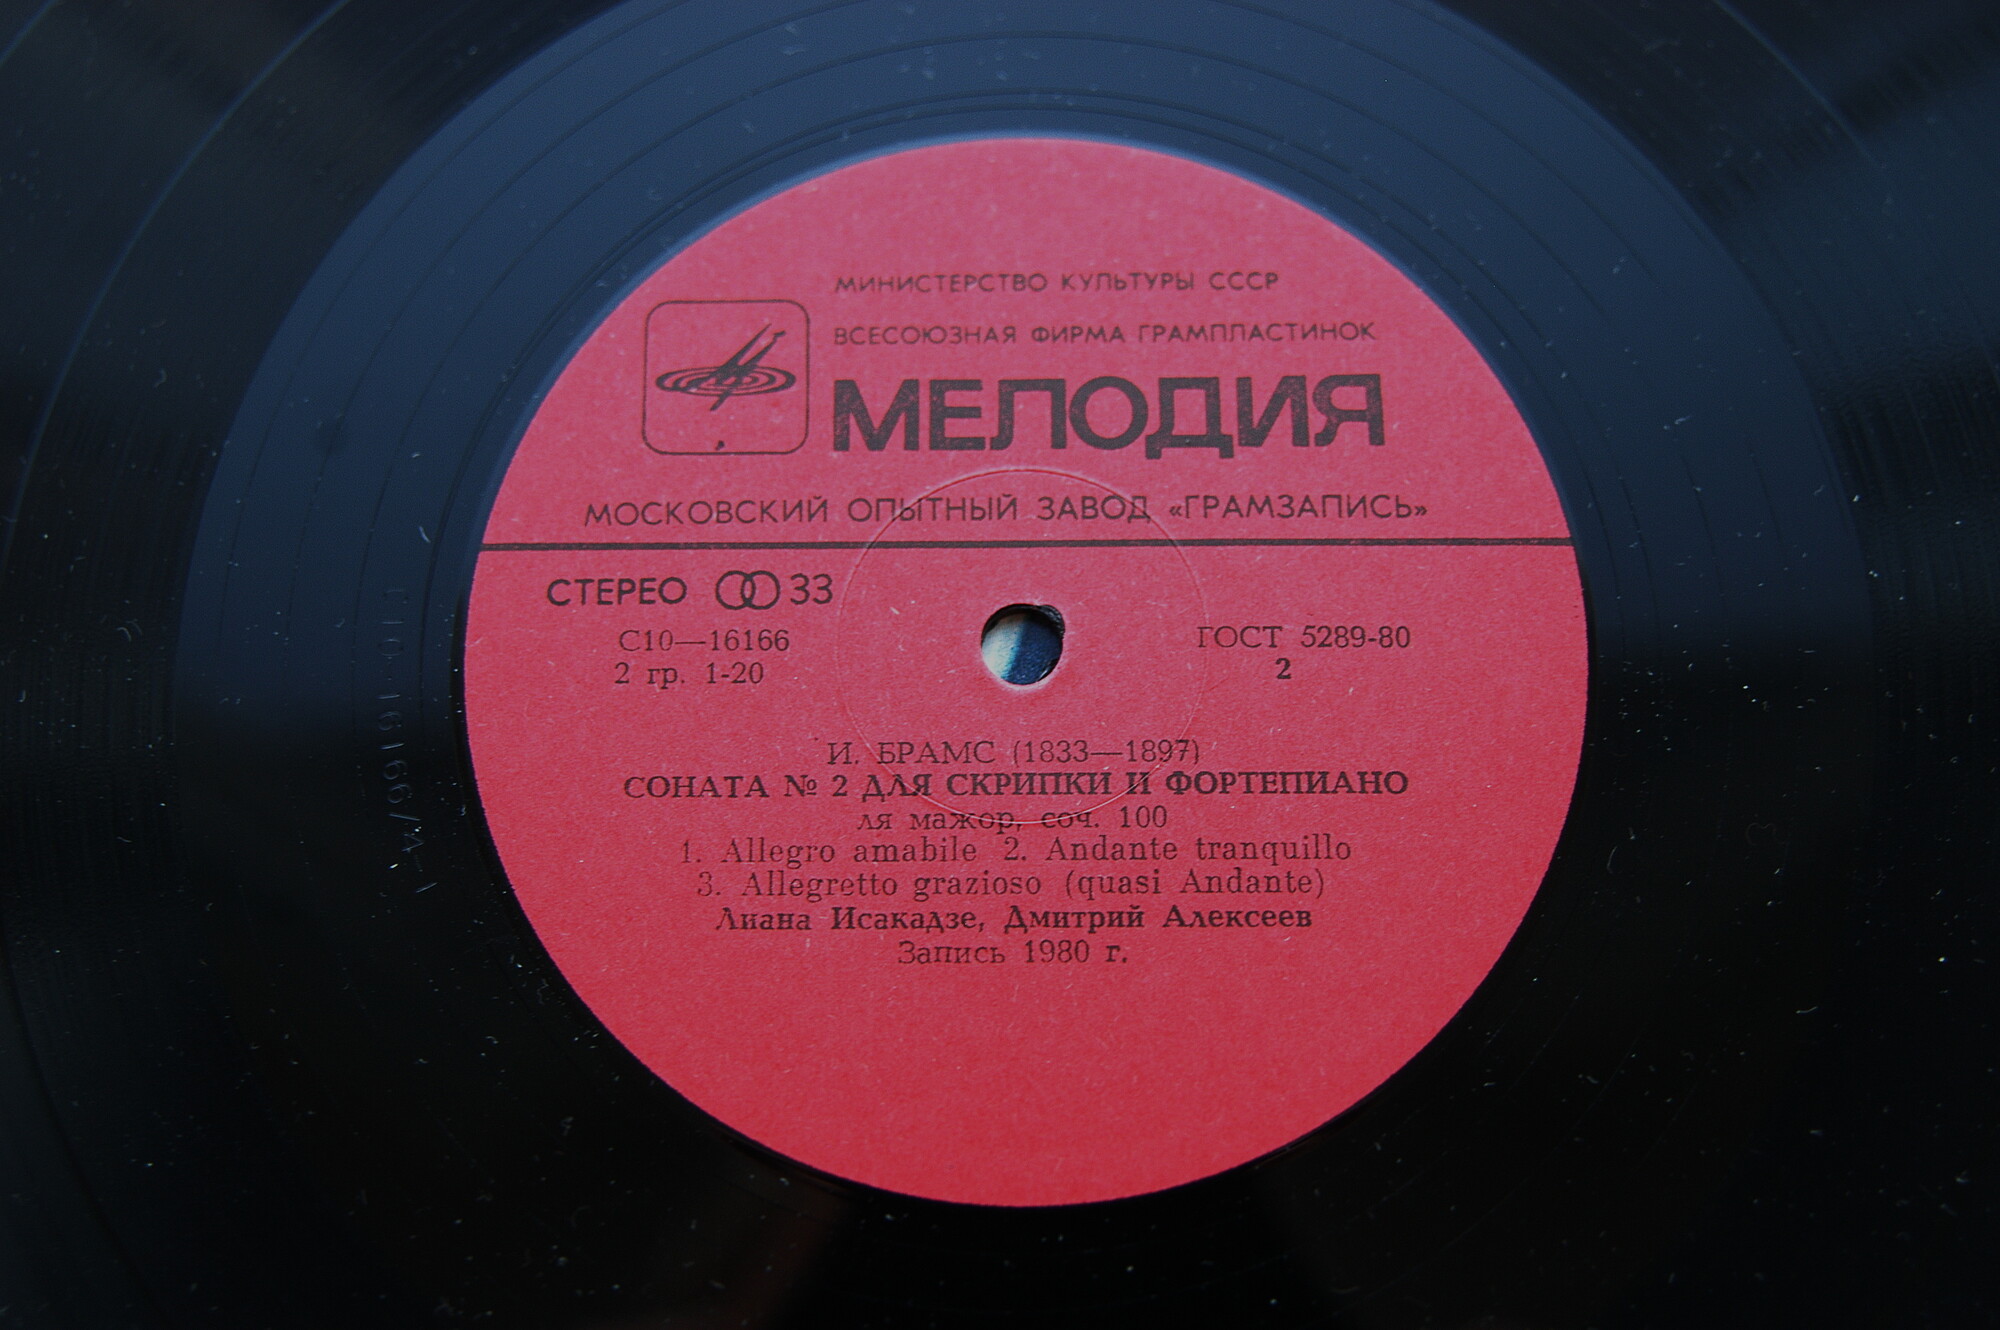 МИНИСТЕРСТВО КУЛЬТУРЫ СССР
ВСЕСОЮЗНАЯ ФИРМА ГРАМПЛАСТИНОК
МЕЛОДИЯ
МОСКОВСКИЙ ОПЫТНЫЙ ЗАВОД «ГРАМЗАПИСЬ»
СТЕРЕО 33
С10—16166
2 гр. 1-20
ГОСТ 5289-80
2
И. БРАМС (1833—1897)
СОНАТА № 2 ДЛЯ СКРИПКИ И ФОРТЕПИАНО
ля мажор, соч. 100
1. Allegro amabile 2. Andante tranquillo
3. Allegretto grazioso (quasi Andante)
Лиана Исакадзе, Дмитрий Алексеев
Запись 1980 г.